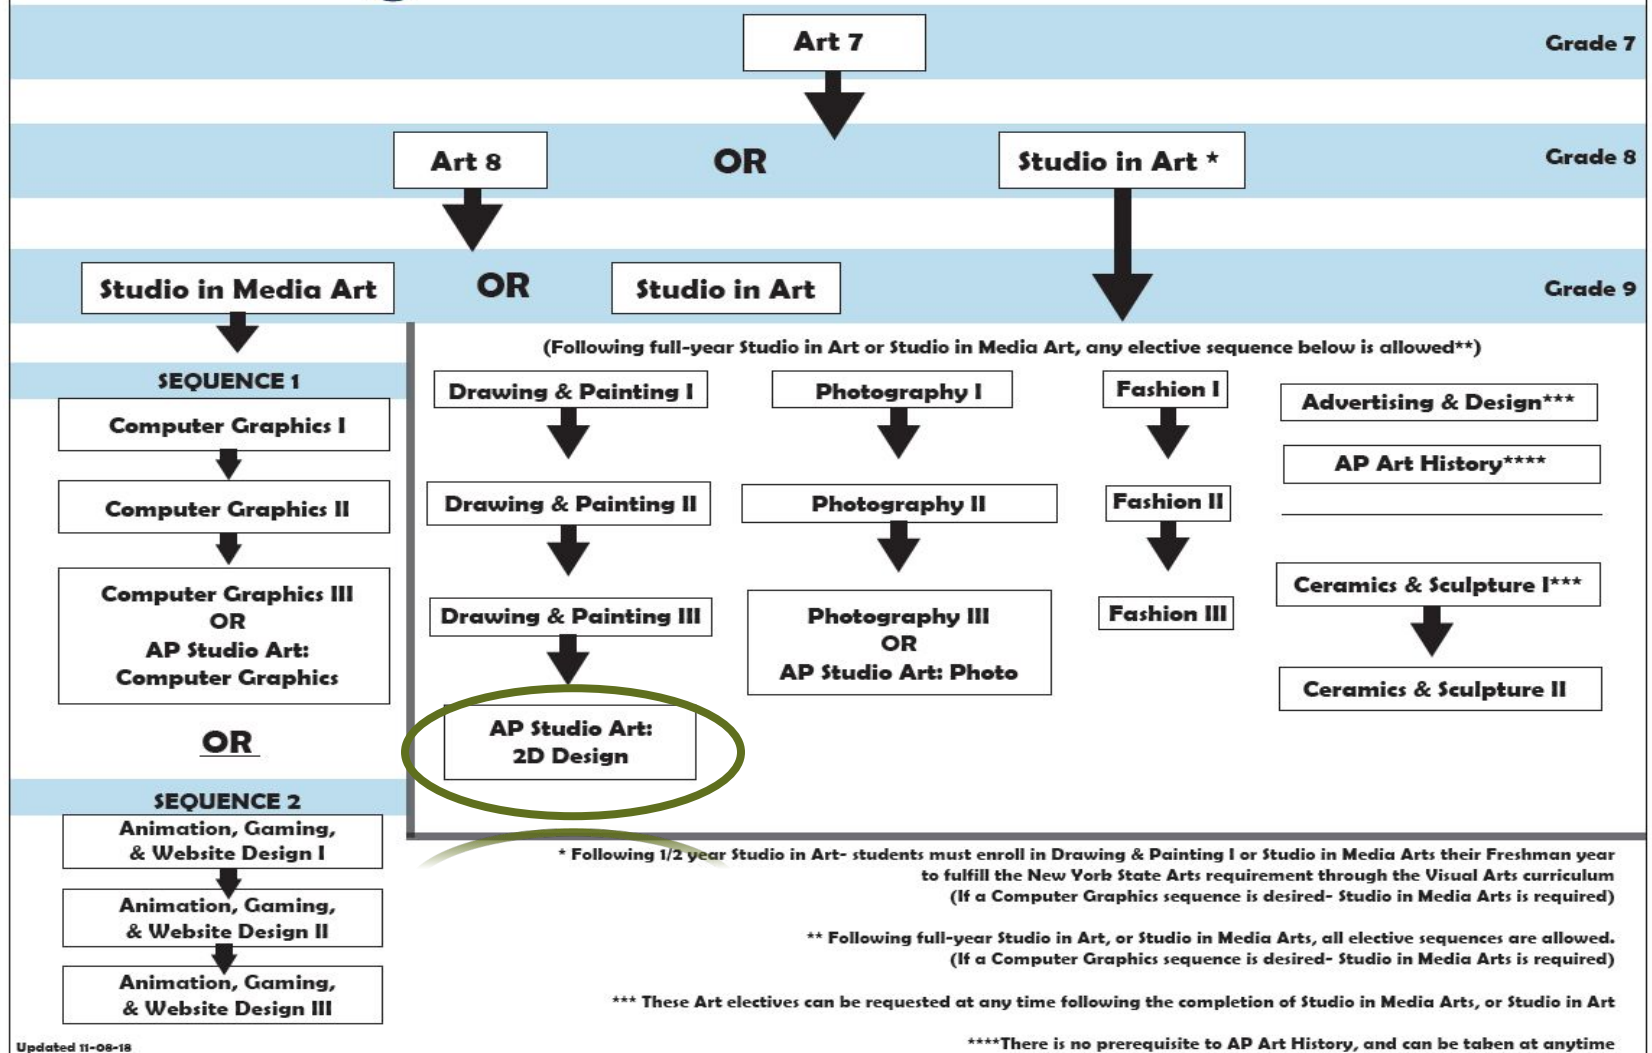 Art 7
Grade 7
Art 8
OR
Studio in Art *
Grade 8
Studio in Media Art
OR
Studio in Art
Grade 9
(Following full-year Studio in Art or Studio in Media Art, any elective sequence below is allowed**)
SEQUENCE 1
Computer Graphics I
Computer Graphics II
Computer Graphics III
OR
AP Studio Art:
Computer Graphics
OR
SEQUENCE 2
Animation, Gaming,
& Website Design I
Animation, Gaming,
& Website Design II
Animation, Gaming,
& Website Design III
Drawing & Painting I
Drawing & Painting II
Drawing & Painting III
AP Studio Art:
2D Design
Photography I
Photography II
Photography III
OR
AP Studio Art: Photo
Fashion I
Fashion II
Fashion III
Advertising & Design***
AP Art History****
Ceramics & Sculpture I***
Ceramics & Sculpture II
* Following 1/2 year Studio in Art- students must enroll in Drawing & Painting I or Studio in Media Arts their Freshman year
to fulfill the New York State Arts requirement through the Visual Arts curriculum
(If a Computer Graphics sequence is desired- Studio in Media Arts is required)
** Following full-year Studio in Art, or Studio in Media Arts, all elective sequences are allowed.
(If a Computer Graphics sequence is desired- Studio in Media Arts is required)
*** These Art electives can be requested at any time following the completion of Studio in Media Arts, or Studio in Art
****There is no prerequisite to AP Art History, and can be taken at anytime
Updated 11-08-18